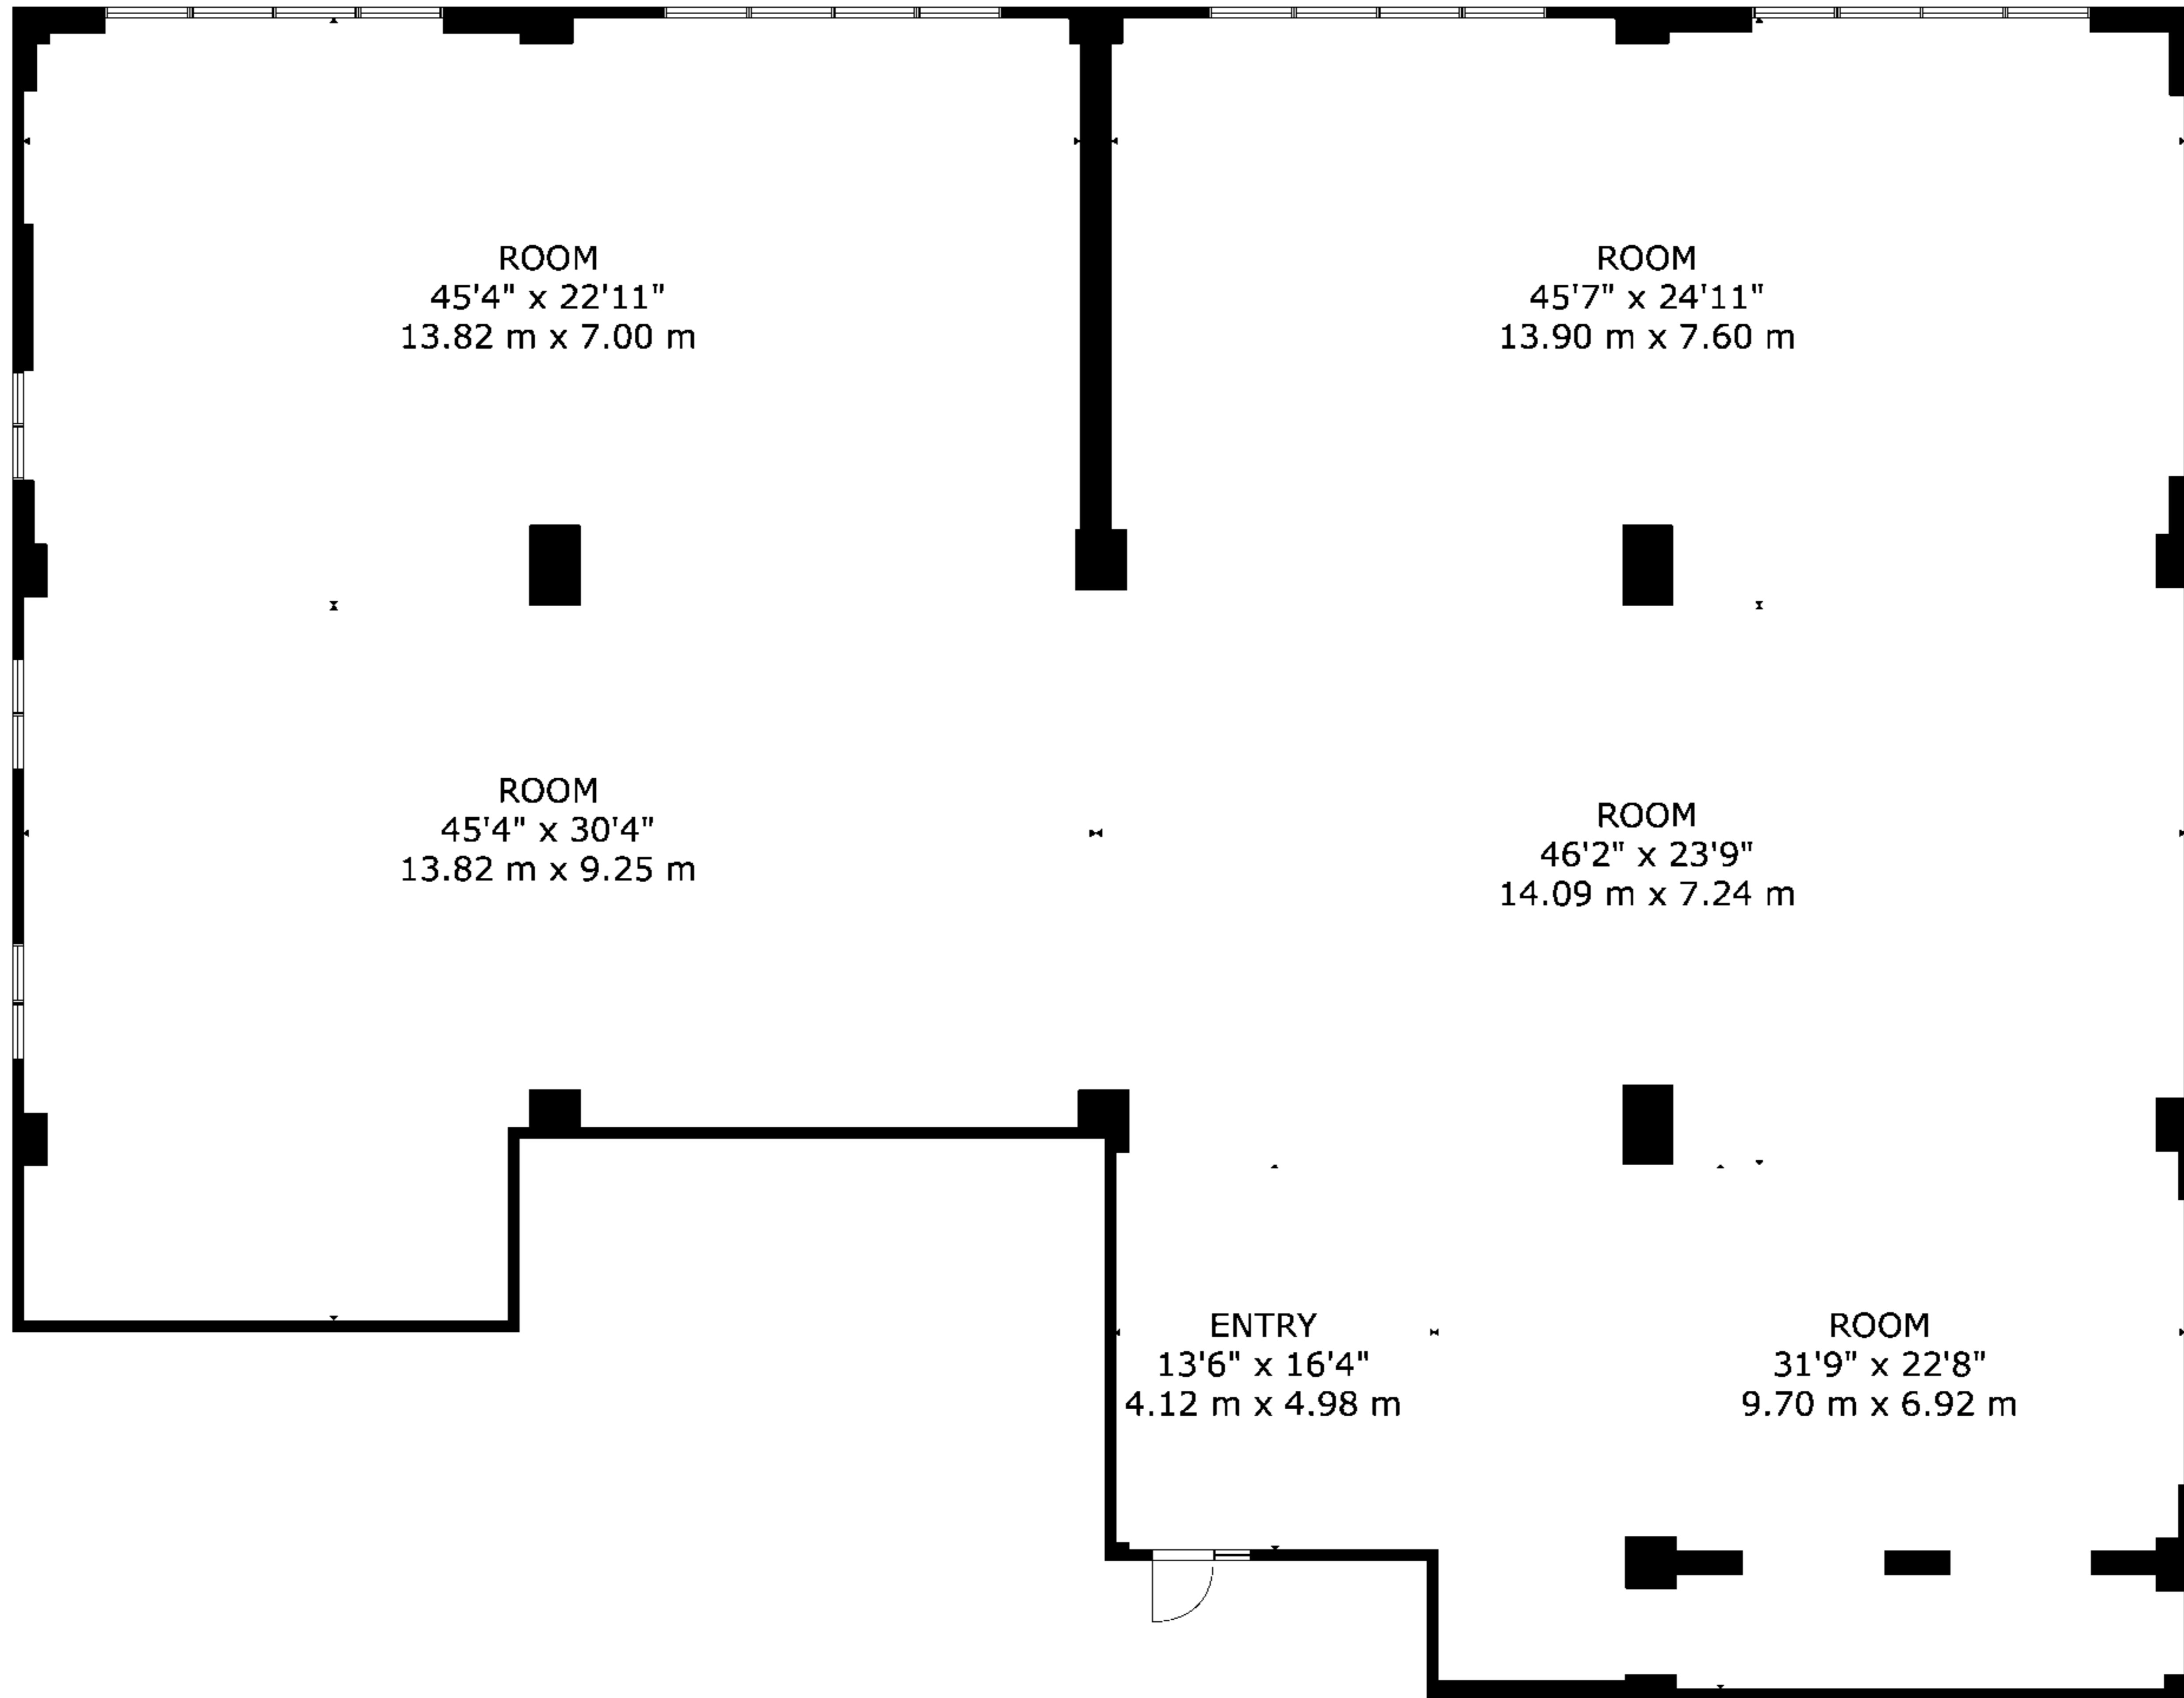 ROOM
45'4" x 22'11"
13.82 m x 7.00 m
ROOM
45'7" x 24'11"
13.90 m x 7.60 m
ROOM
45'4" x 30'4"
13.82 m x 9.25 m
ROOM
46'2" x 23'9"
14.09 m x 7.24 m
ENTRY
13'6" x 16'4"
4.12 m x 4.98 m
ROOM
31'9" x 22'8"
9.70 m x 6.92 m